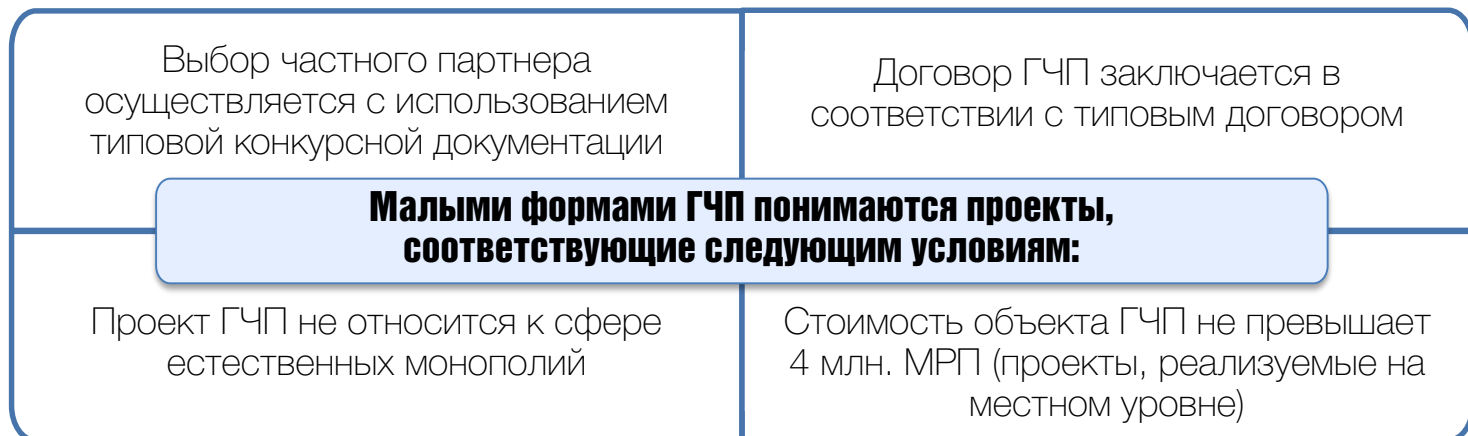 Выбор частного партнера
осуществляется с использованием
типовой конкурсной документации
Договор ГЧП заключается в
соответствии с типовым договором
Малыми формами ГЧП понимаются проекты,
соответствующие следующим условиям:
Проект ГЧП не относится к сфере
естественных монополий
Стоимость объекта ГЧП не превышает
4 млн. МРП (проекты, реализуемые на
местном уровне)